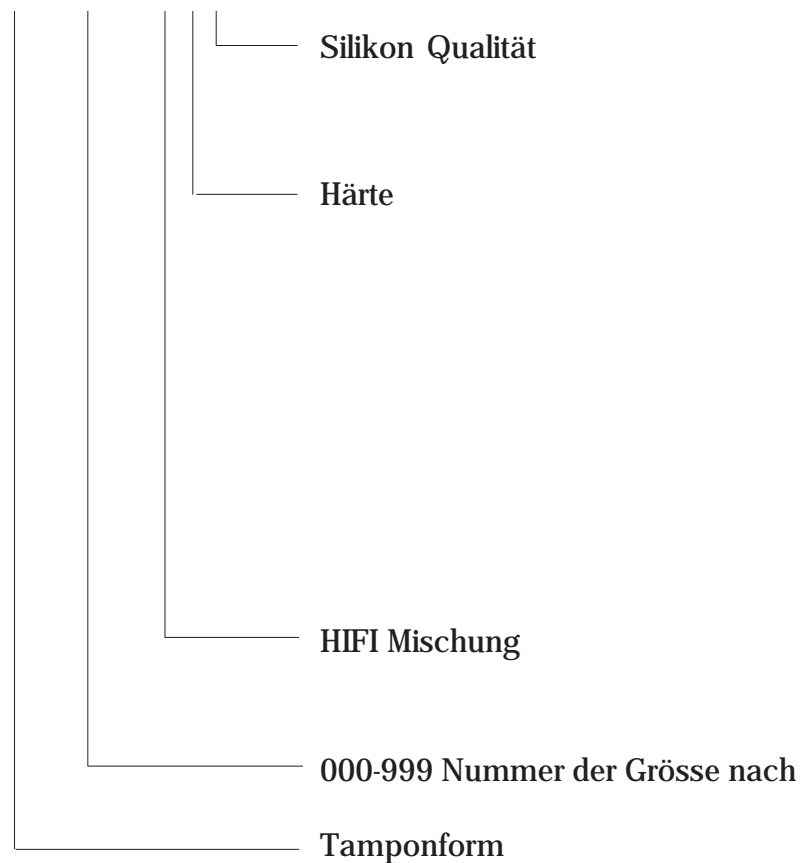 Silikon Qualität
Härte
HIFI Mischung
000-999 Nummer der Grösse nach
Tamponform